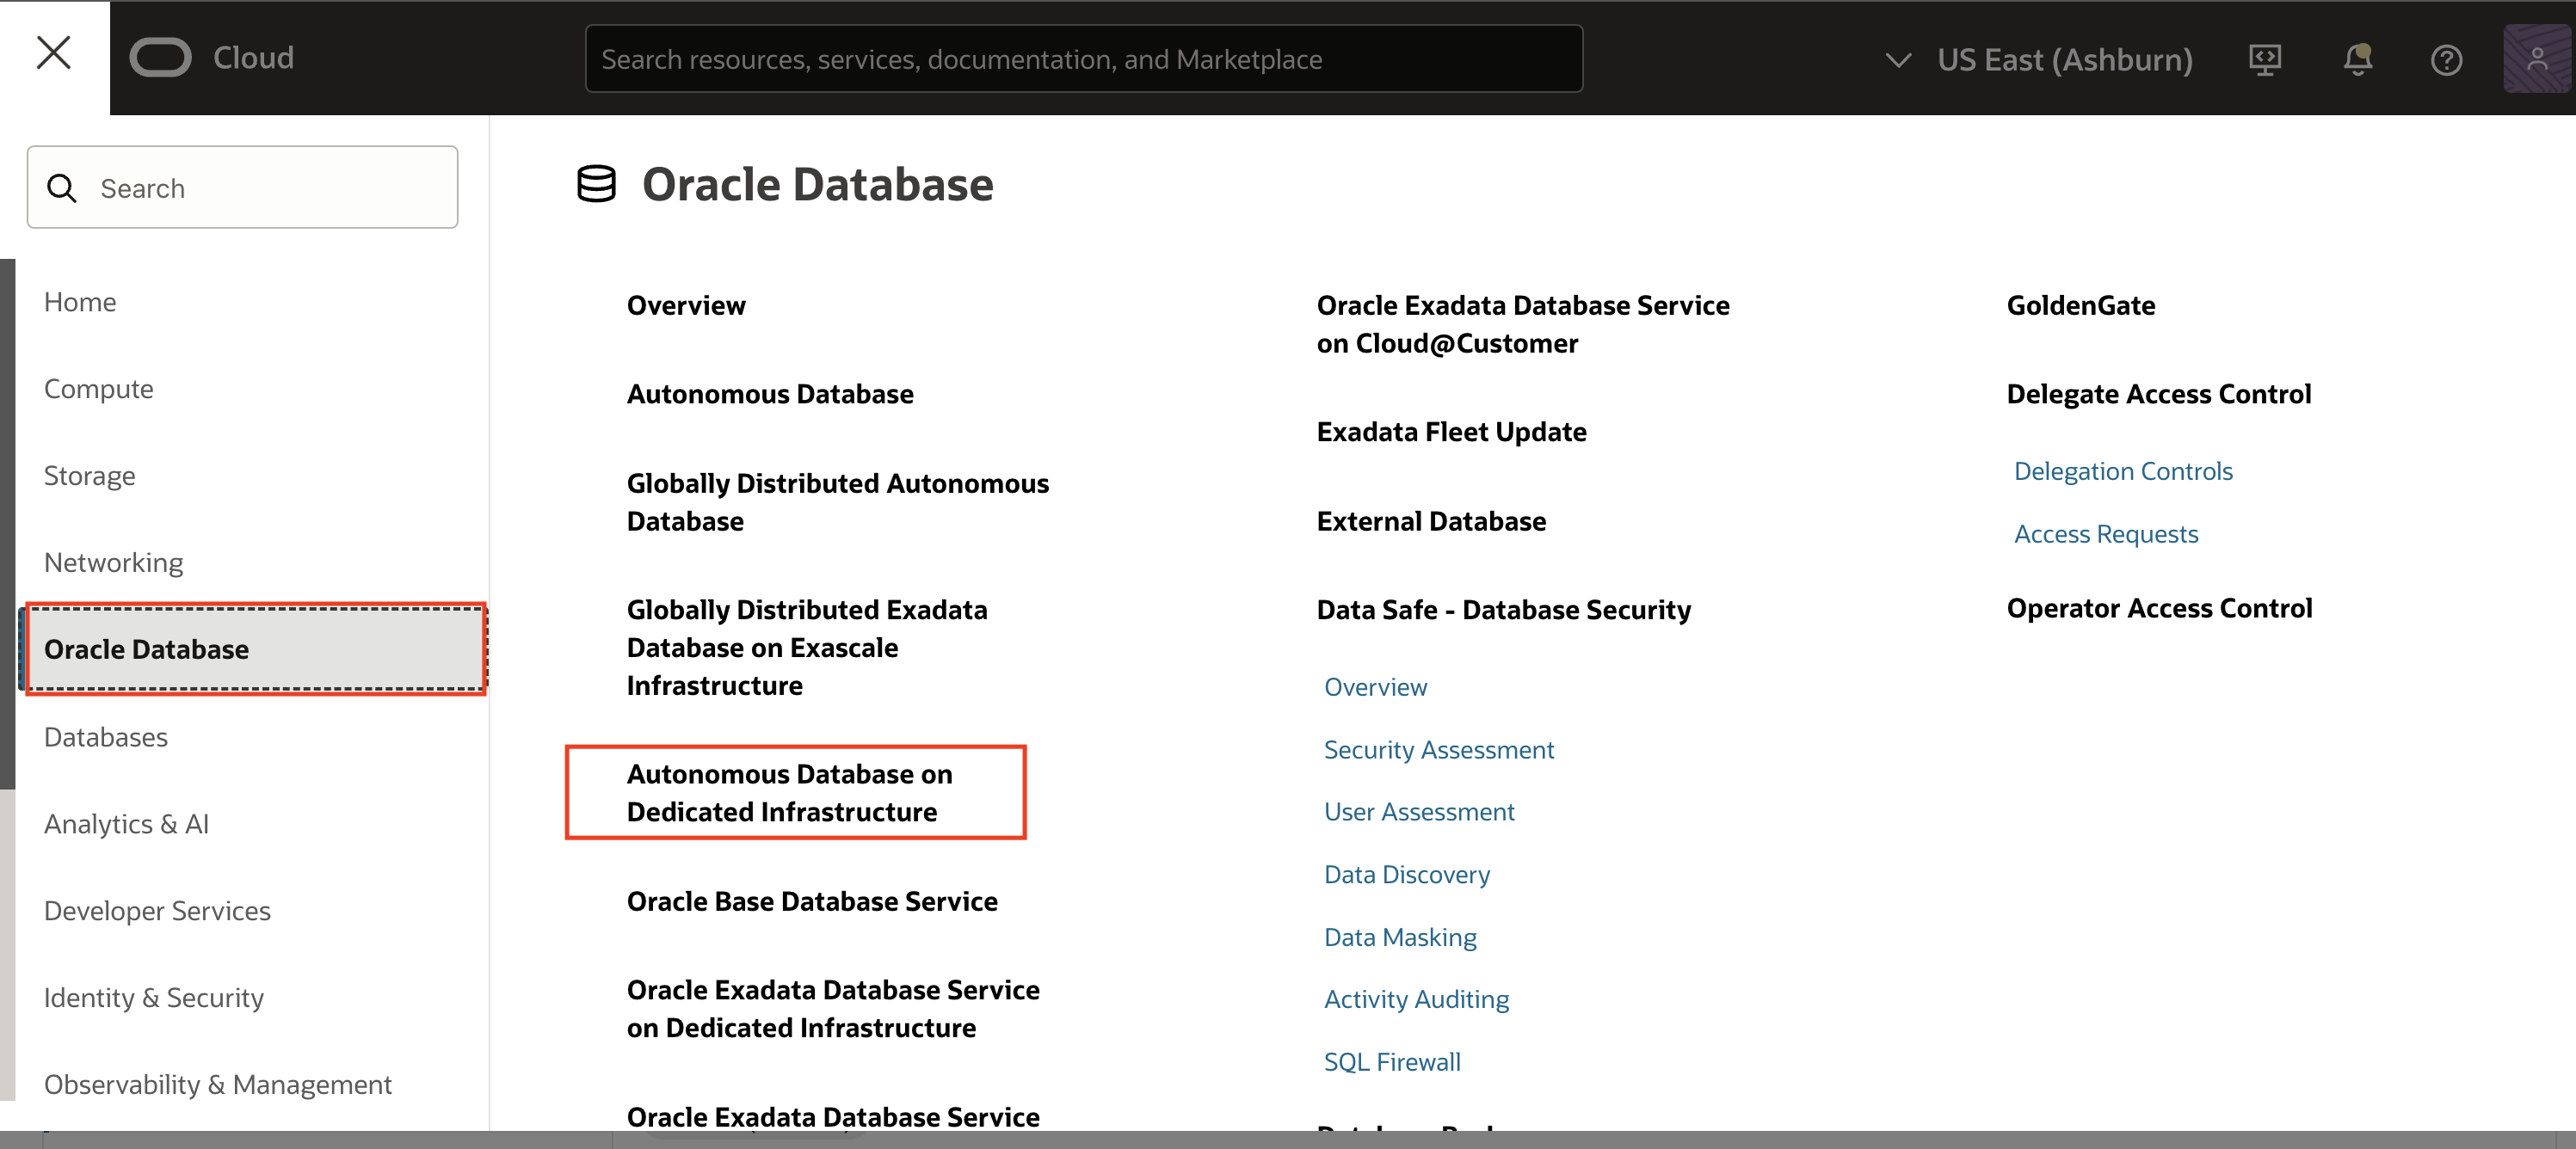 Cloud
Search resources, services, documentation, and Marketplace
US East (Ashburn)
Search
Home
Compute
Storage
Networking
Oracle Database
Databases
Analytics & AI
Developer Services
Identity & Security
Observability & Management
Oracle Database
Overview
Autonomous Database
Globally Distributed Autonomous
Database
Globally Distributed Exadata
Database on Exascale
Infrastructure
Autonomous Database on
Dedicated Infrastructure
Oracle Base Database Service
Oracle Exadata Database Service
on Dedicated Infrastructure
Oracle Exadata Database Service
Oracle Exadata Database Service
on Cloud@Customer
Exadata Fleet Update
External Database
Data Safe - Database Security
Overview
Security Assessment
User Assessment
Data Discovery
Data Masking
Activity Auditing
SQL Firewall
GoldenGate
Delegate Access Control
Delegation Controls
Access Requests
Operator Access Control